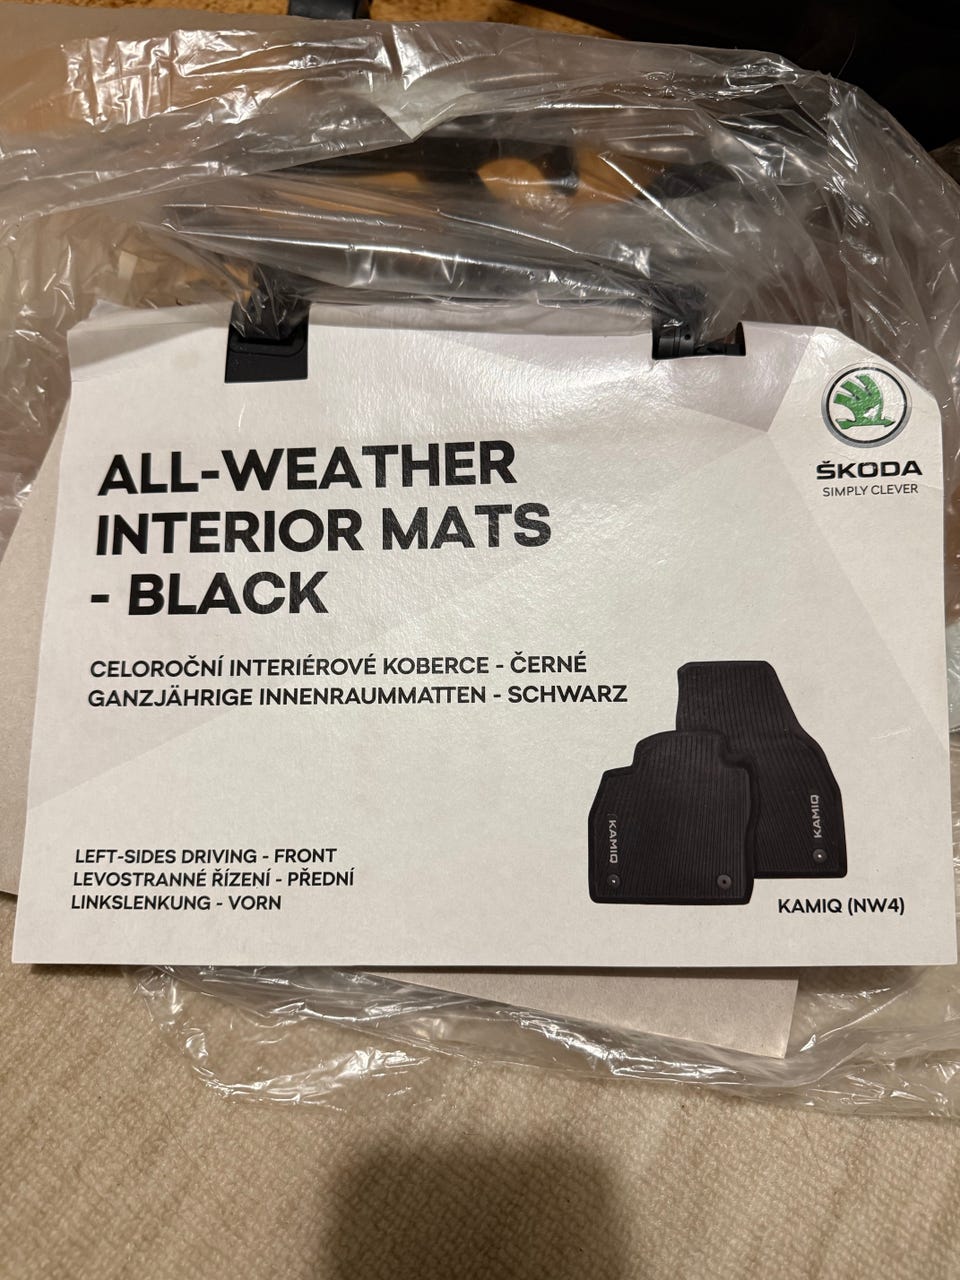 ALL-WEATHER
INTERIOR MATS
- BLACK
ŠKODA
SIMPLY CLEVER
CELOROČNÍ INTERIÉROVÉ KOBERCE - ČERNÉ
GANZJÄHRIGE INNENRAUMMATTEN - SCHWARZ
KAMIQ
KAMIQ
LEFT-SIDES DRIVING - FRONT
LEVOSTRANNÉ ŘÍZENÍ - PŘEDNÍ
LINKSLENKUNG - VORN
KAMIQ (NW4)